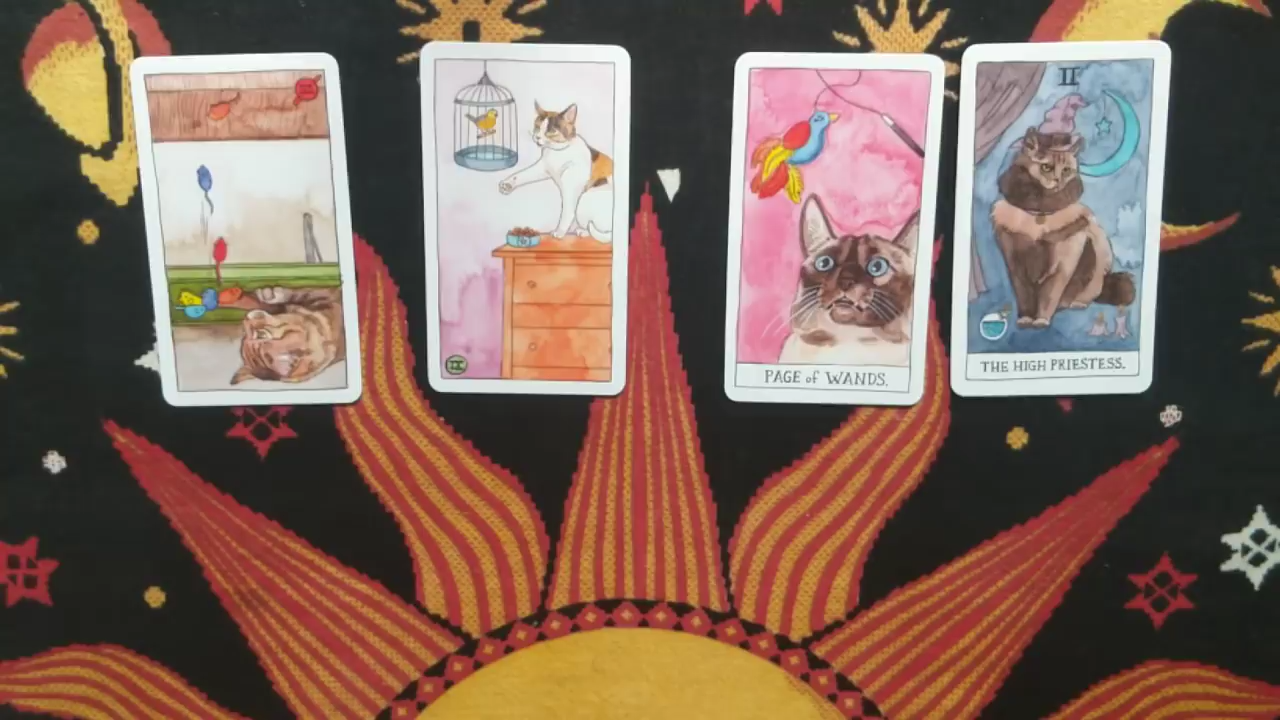 II
PAGE of WANDS.
THE HIGH PRIESTESS.